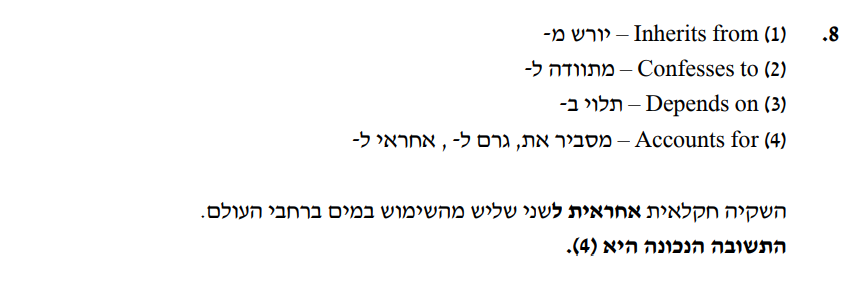 8. (1) Inherits from – יורש מ-
(2) Confesses to – מתוודה ל-
(3) Depends on – תלוי ב-
(4) Accounts for – מסביר את, גרם ל- , אחראי ל-
השקיה חקלאית אחראית לשני שליש מהשימוש במים ברחבי העולם.
התשובה הנכונה היא (4).